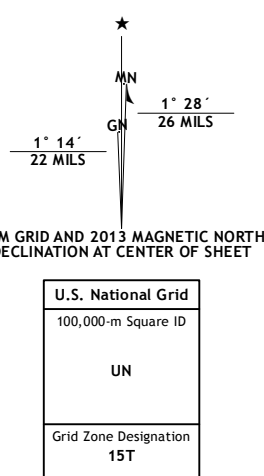 ★
MN
1° 28´
26 MILS
GN
1° 14´
22 MILS
M GRID AND 2013 MAGNETIC NORTH
DECLINATION AT CENTER OF SHEET
U.S. National Grid
100,000-m Square ID
UN
Grid Zone Designation
15T